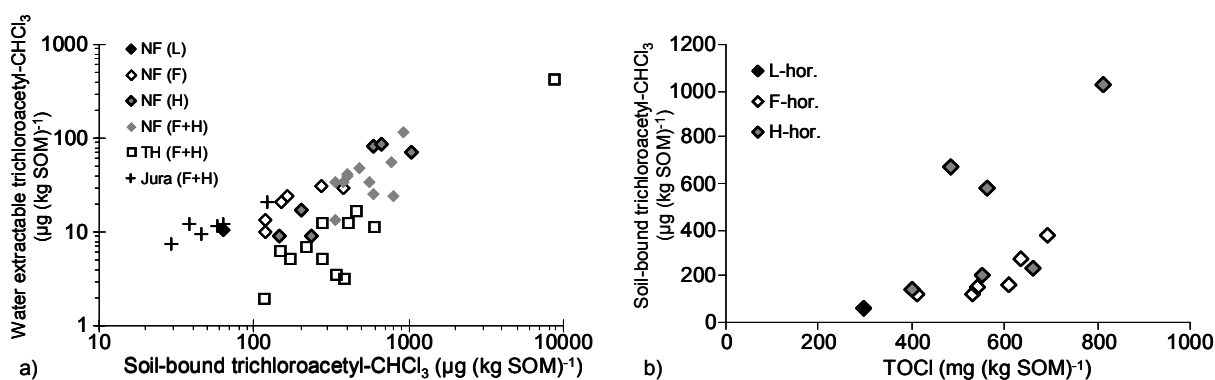 Water extractable trichloroacetyl-CHCl₃
(µg (kg SOM)⁻¹)
1000
100
10
1
NF (L)
NF (F)
NF (H)
NF (F+H)
TH (F+H)
Jura (F+H)
10
100
1000
10000
a)
Soil-bound trichloroacetyl-CHCl₃ (µg (kg SOM)⁻¹)
Soil-bound trichloroacetyl-CHCl₃
(µg (kg SOM)⁻¹)
1200
1000
800
600
400
200
0
L-hor.
F-hor.
H-hor.
0
200
400
600
800
1000
b)
TOCl (mg (kg SOM)⁻¹)